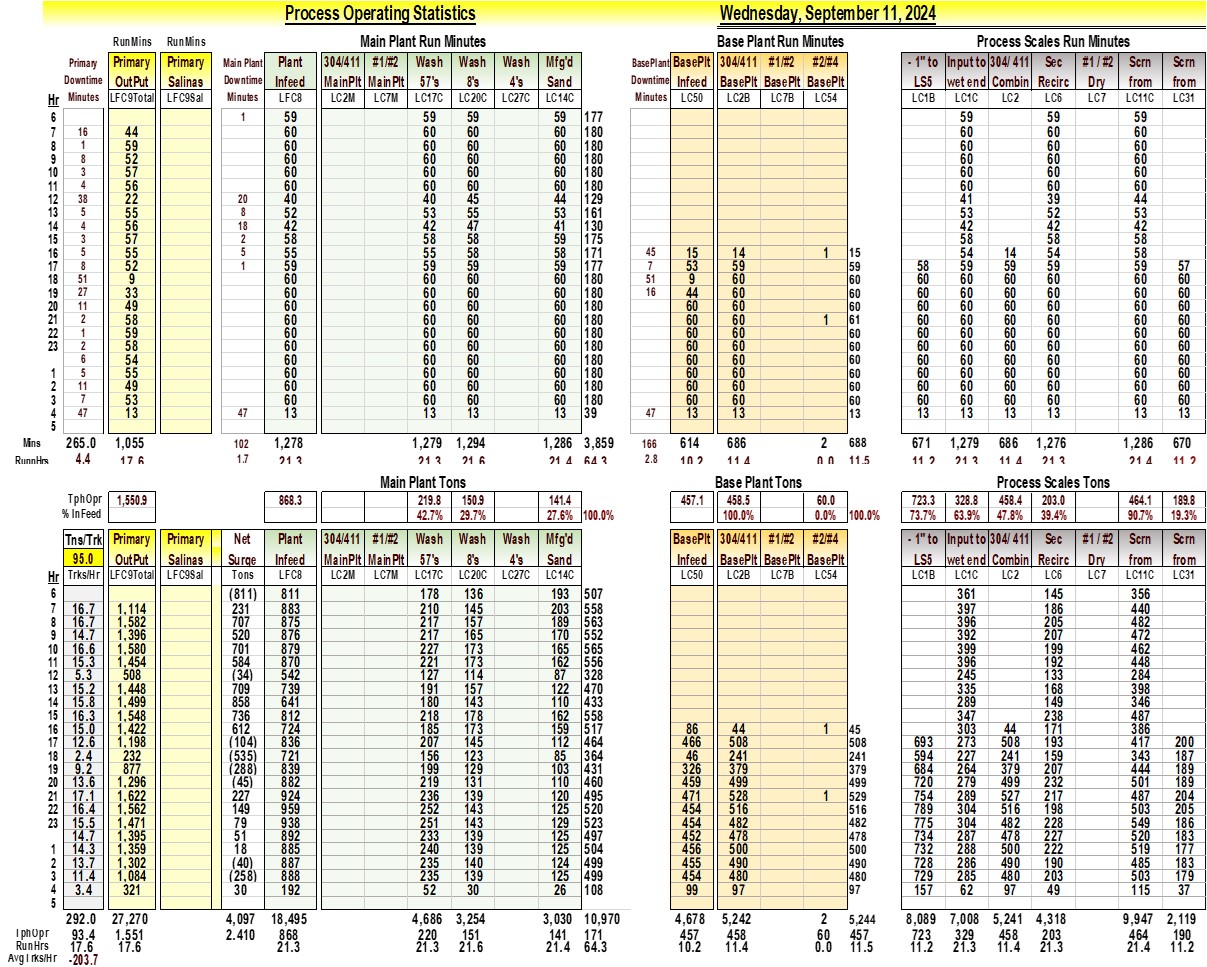 Process Operating Statistics Wednesday, September 11, 2024
RunMins RunMins Main Plant Run Minutes Base Plant Run Minutes Process Scales Run Minutes
Primary Primary Primary Main Plant Plant 304/411 #1/#2 Wash Wash Wash Mfg'd BasePlant BasePlt 304/411 #1/#2 #2/#4 - 1" to Input to 304/ 411 Sec #1 / #2 Scrn Scrn
Downtime OutPut Salinas Downtime Infeed MainPlt MainPlt 57's 8's 4's Sand Downtime Infeed BasePlt BasePlt BasePlt LS5 wet end Combin Recirc Dry from from
Hr Minutes LFC9Total LFC9Sal Minutes LFC8 LC2M LC7M LC17C LC20C LC27C LC14C Minutes LC50 LC2B LC7B LC54 LC1B LC1C LC2 LC6 LC7 LC11C LC31
6 1 59 59 59 59 177 59 59 59
7 16 44 60 60 60 60 180 60 60 60
8 1 59 60 60 60 60 180 60 60 60
9 8 52 60 60 60 60 180 60 60 60
10 3 57 60 60 60 60 180 60 60 60
11 4 56 60 60 60 60 180 60 60 60
12 38 22 20 40 40 45 44 129 41 39 44
13 5 55 8 52 53 55 53 161 53 52 53
14 4 56 18 42 42 47 41 130 42 42 42
15 3 57 2 58 58 58 59 175 58 58 58
16 5 55 5 55 55 58 58 171 45 15 14 1 15 54 14 54 58
17 8 52 1 59 59 59 59 177 7 53 59 59 58 59 59 59 59 57
18 51 9 60 60 60 60 180 51 9 60 60 60 60 60 60 60 60
19 27 33 60 60 60 60 180 16 44 60 60 60 60 60 60 60 60
20 11 49 60 60 60 60 180 60 60 60 60 60 60 60 60 60
21 2 58 60 60 60 60 180 60 60 1 61 60 60 60 60 60 60
22 1 59 60 60 60 60 180 60 60 60 60 60 60 60 60 60
23 2 58 60 60 60 60 180 60 60 60 60 60 60 60 60 60
6 54 60 60 60 60 180 60 60 60 60 60 60 60 60 60
1 5 55 60 60 60 60 180 60 60 60 60 60 60 60 60 60
2 11 49 60 60 60 60 180 60 60 60 60 60 60 60 60 60
3 7 53 60 60 60 60 180 60 60 60 60 60 60 60 60 60
4 47 13 47 13 13 13 13 39 47 13 13 13 13 13 13 13 13 13
5
Mins 265.0 1,055 102 1,278 1,279 1,294 1,286 3,859 166 614 686 2 688 671 1,279 686 1,276 1,286 670
RunnHrs 4.4 17.6 1.7 21.3 21.3 21.6 21.4 64.3 2.8 10.2 11.4 0.0 11.5 11.2 21.3 11.4 21.3 21.4 11.2
Main Plant Tons Base Plant Tons Process Scales Tons
TphOpr 1,550.9 868.3 219.8 150.9 141.4 457.1 458.5 60.0 723.3 328.8 458.4 203.0 464.1 189.8
% InFeed 42.7% 29.7% 27.6% 100.0% 100.0% 0.0% 100.0% 73.7% 63.9% 47.8% 39.4% 90.7% 19.3%
Tns/Trk Primary Primary Net Plant 304/411 #1/#2 Wash Wash Wash Mfg'd BasePlt 304/411 #1/#2 #2/#4 - 1" to Input to 304/ 411 Sec #1 / #2 Scrn Scrn
95.0 OutPut Salinas Surge Infeed MainPlt MainPlt 57's 8's 4's Sand Infeed BasePlt BasePlt BasePlt LS5 wet end Combin Recirc Dry from from
Hr Trks/Hr LFC9Total LFC9Sal Tons LFC8 LC2M LC7M LC17C LC20C LC27C LC14C LC50 LC2B LC7B LC54 LC1B LC1C LC2 LC6 LC7 LC11C LC31
6 (811) 811 178 136 193 507 361 145 356
7 16.7 1,114 231 883 210 145 203 558 397 186 440
8 16.7 1,582 707 875 217 157 189 563 396 205 482
9 14.7 1,396 520 876 217 165 170 552 392 207 472
10 16.6 1,580 701 879 227 173 165 565 399 199 462
11 15.3 1,454 584 870 221 173 162 556 396 192 448
12 5.3 508 (34) 542 127 114 87 328 245 133 284
13 15.2 1,448 709 739 191 157 122 470 335 168 398
14 15.8 1,499 858 641 180 143 110 433 289 149 346
15 16.3 1,548 736 812 218 178 162 558 347 238 487
16 15.0 1,422 612 724 185 173 159 517 86 44 1 45 303 44 171 386
17 12.6 1,198 (104) 836 207 145 112 464 466 508 508 693 273 508 193 417 200
18 2.4 232 (535) 721 156 123 85 364 46 241 241 594 227 241 159 343 187
19 9.2 877 (288) 839 199 129 103 431 326 379 379 684 264 379 207 444 189
20 13.6 1,296 (45) 882 219 131 110 460 459 499 499 720 279 499 232 501 189
21 17.1 1,622 227 924 236 139 120 495 471 528 1 529 754 289 527 217 487 204
22 16.4 1,562 149 959 252 143 125 520 454 516 516 789 304 516 198 503 205
23 15.5 1,471 79 938 251 143 129 523 454 482 482 775 304 482 228 549 186
14.7 1,395 51 892 233 139 125 497 452 478 478 734 287 478 227 520 183
1 14.3 1,359 18 885 240 139 125 504 456 500 500 732 288 500 222 519 177
2 13.7 1,302 (40) 887 235 140 124 499 455 490 490 728 286 490 190 485 183
3 11.4 1,084 (258) 888 235 139 125 499 454 480 480 729 285 480 203 503 179
4 3.4 321 30 192 52 30 26 108 99 97 97 157 62 97 49 115 37
5
292.0 27,270 4,097 18,495 4,686 3,254 3,030 10,970 4,678 5,242 2 5,244 8,089 7,008 5,241 4,318 9,947 2,119
TphOpr 93.4 1,551 2.410 868 220 151 141 171 457 458 60 457 723 329 458 203 464 190
RunHrs 17.6 17.6 21.3 21.3 21.6 21.4 64.3 10.2 11.4 0.0 11.5 11.2 21.3 11.4 21.3 21.4 11.2
AvgTrks/Hr -203.7